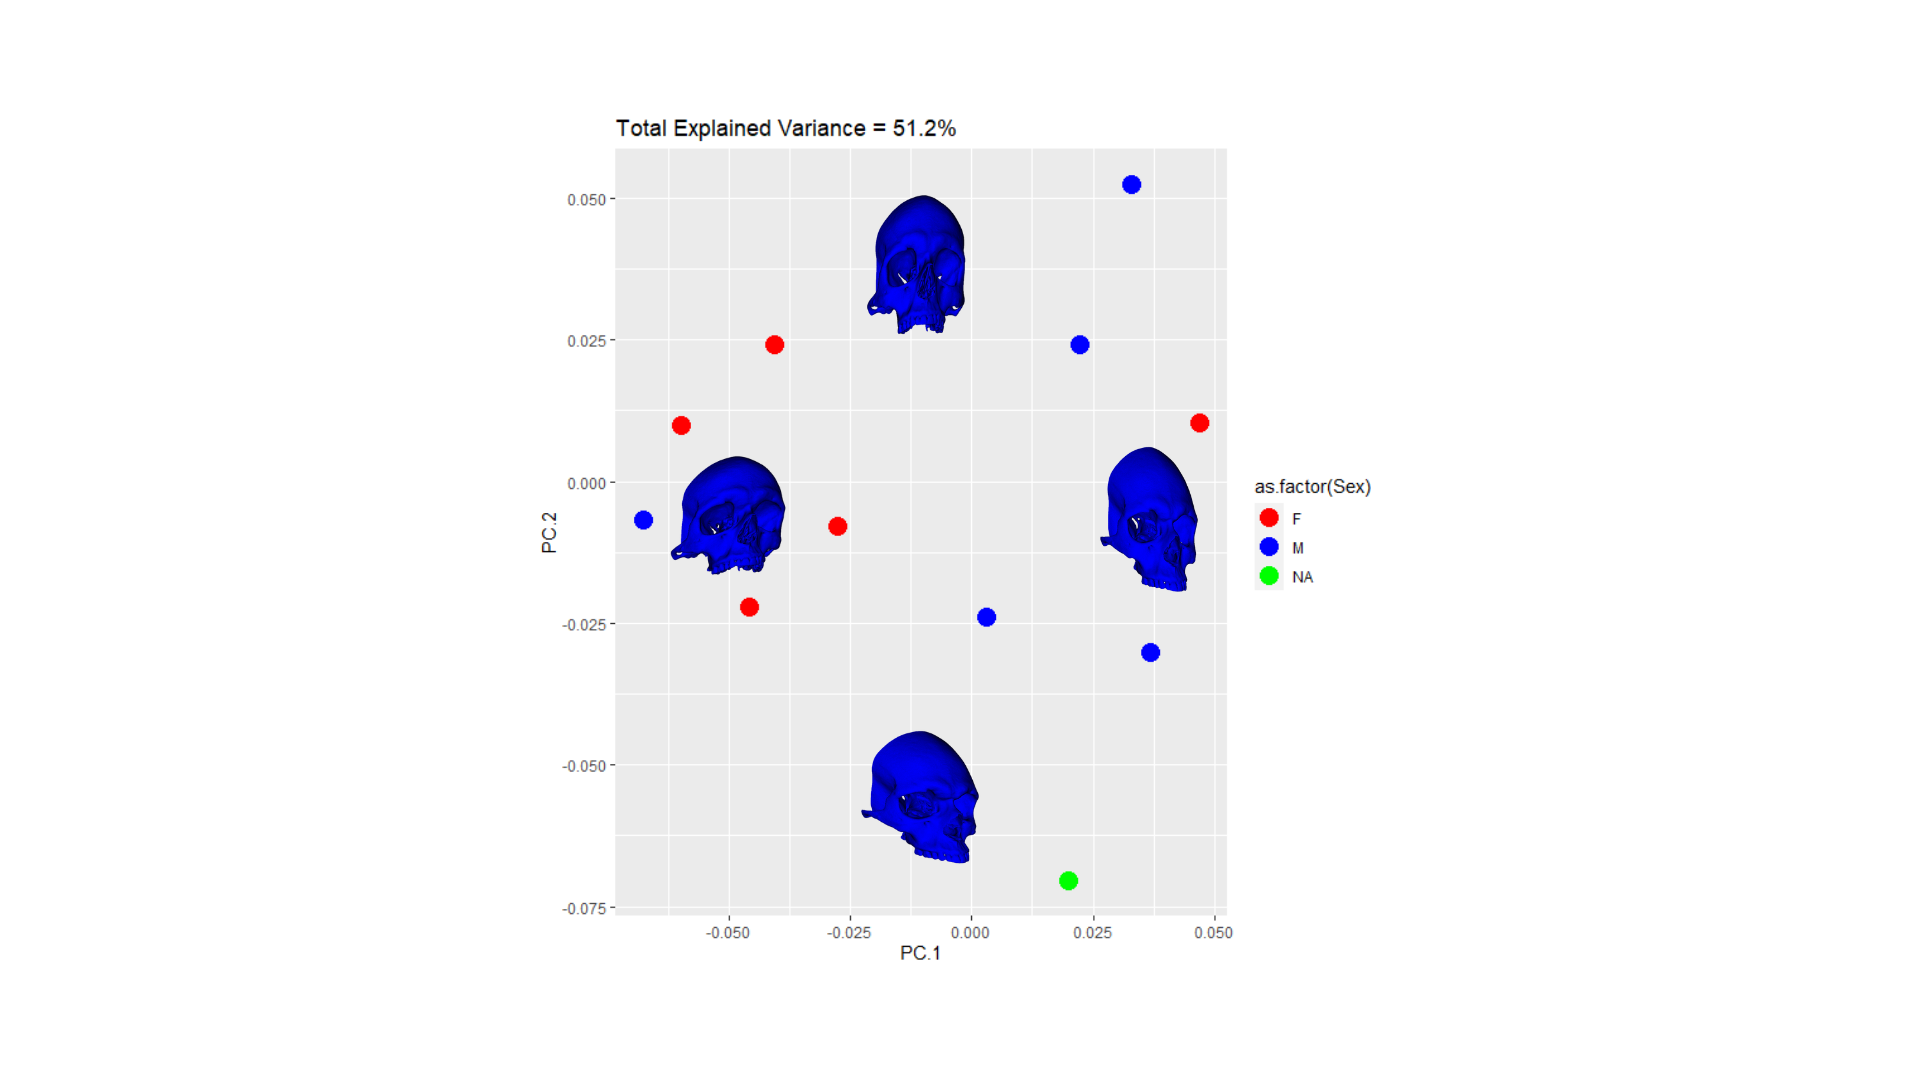 Total Explained Variance = 51.2%
0.050
0.025
0.000
-0.025
-0.050
-0.075
PC.2
-0.050 -0.025 0.000 0.025 0.050
PC.1
as.factor(Sex)
F
M
NA